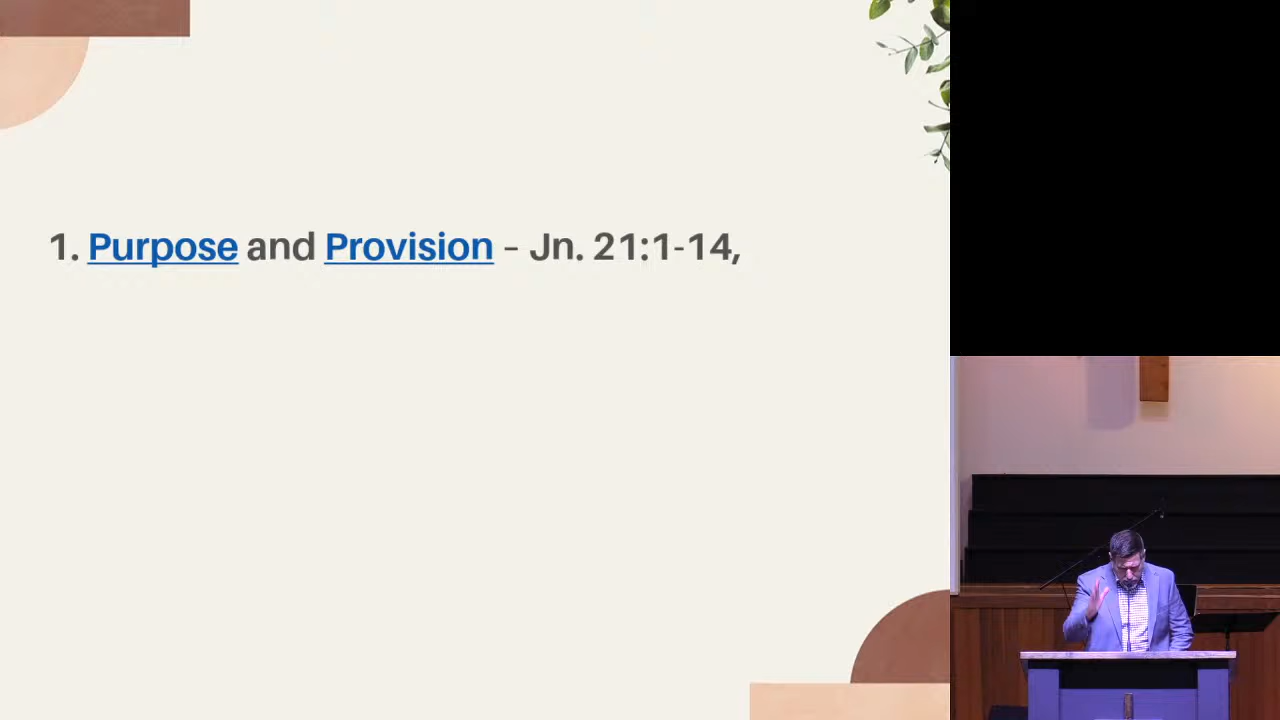 1. Purpose and Provision – Jn. 21:1-14,